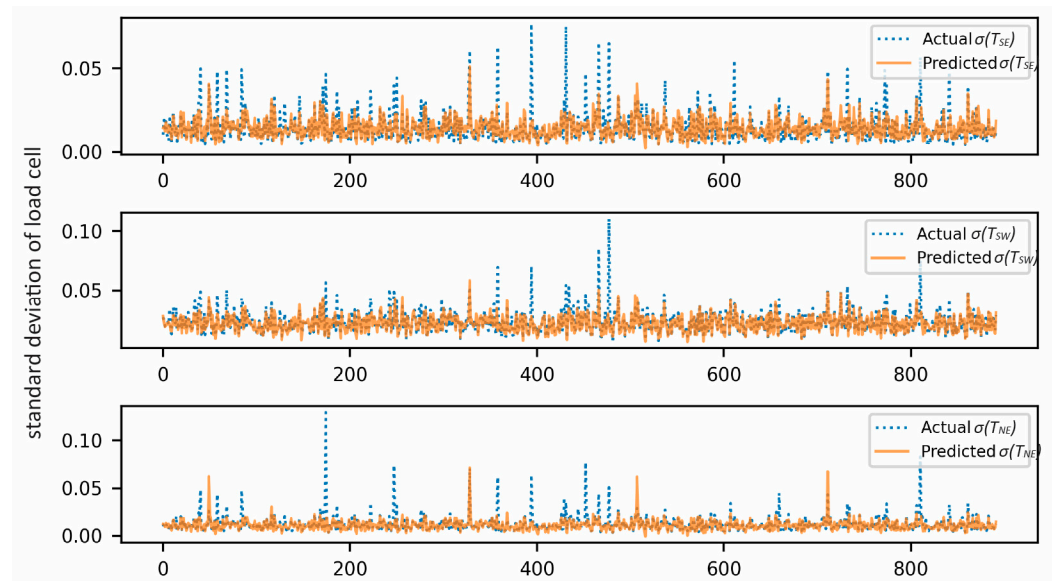 standard deviation of load cell
0.05
0.00
Actual σ(T_SE)
Predicted σ(T_SE)
0 200 400 600 800
0.10
0.05
Actual σ(T_SW)
Predicted σ(T_SW)
0 200 400 600 800
0.10
0.05
0.00
Actual σ(T_NE)
Predicted σ(T_NE)
0 200 400 600 800